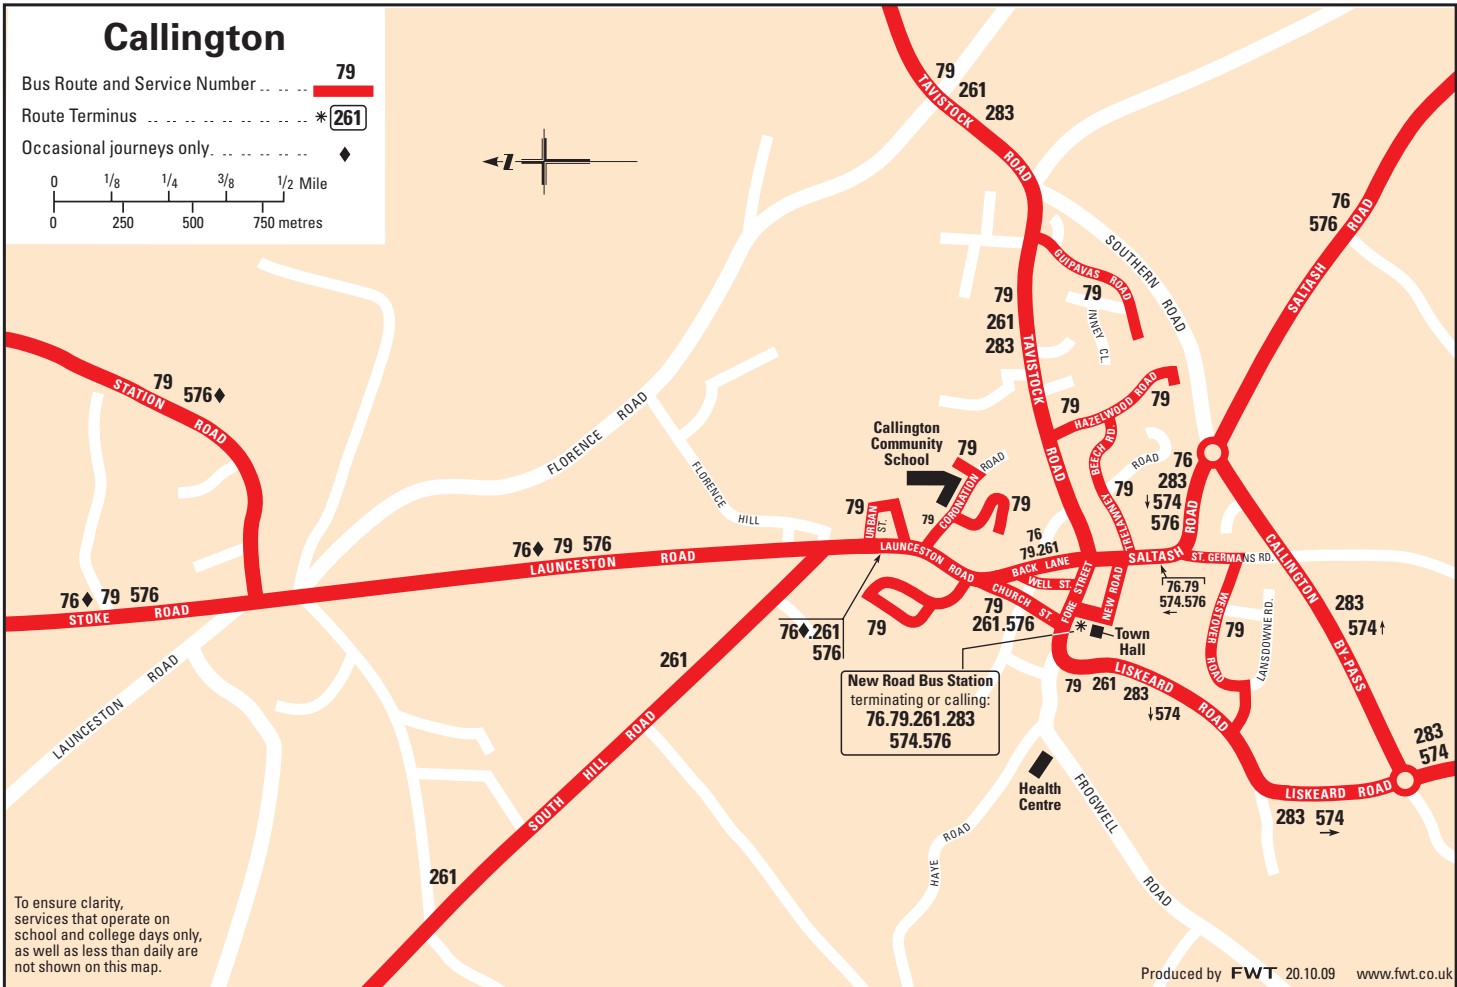 Callington
Bus Route and Service Number
79
Route Terminus
* 261
Occasional journeys only
♦
0 1/8 1/4 3/8 1/2 Mile
0 250 500 750 metres
N
79
261
283
TAVISTOCK ROAD
76
576
SALTASH ROAD
SOUTHERN ROAD
GUIPAVAS ROAD
79
INNEY CL.
79
261
283
TAVISTOCK ROAD
79
576♦
STATION ROAD
FLORENCE ROAD
FLORENCE HILL
79
HAZELWOOD ROAD
79
BEECH RD.
Callington
Community
School
79
CORONATION ROAD
79
79
79
URBAN ST.
ROAD
79
TRELAWNEY
76
283
↓574
576
ROAD
76♦ 79 576
LAUNCESTON ROAD
LAUNCESTON ROAD
76
79.261
BACK LANE
WELL ST.
CHURCH ST.
FORE STREET
NEW ROAD
SALTASH
ST. GERMANS RD.
76.79
574.576
←
CALLINGTON BY-PASS
283
574↑
76♦ 79 576
STOKE ROAD
LAUNCESTON ROAD
76♦.261
576
79
79
261.576
*
Town
Hall
WESTOVER ROAD
79
LANSDOWNE RD.
261
SOUTH HILL ROAD
261
New Road Bus Station
terminating or calling:
76.79.261.283
574.576
79 261 283
↓574
LISKEARD ROAD
283
574
LISKEARD ROAD
283 574
→
Health
Centre
FROGWELL ROAD
HAYE ROAD
To ensure clarity,
services that operate on
school and college days only,
as well as less than daily are
not shown on this map.
Produced by FWT 20.10.09 www.fwt.co.uk